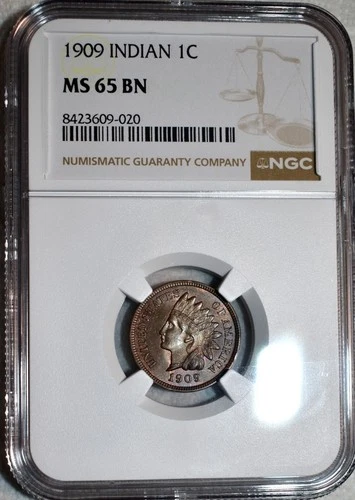 1909 INDIAN 1C
MS 65 BN
8423609-020
NUMISMATIC GUARANTY COMPANY
NGC
UNITED STATES OF AMERICA
1909